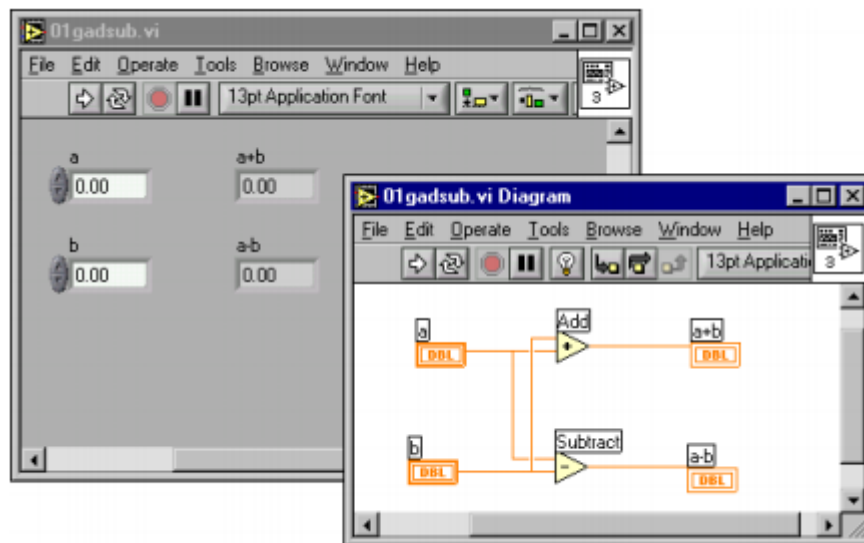 01gadsub.vi
File Edit Operate Tools Browse Window Help
13pt Application Font
3
a
0.00
a+b
0.00
b
0.00
a-b
0.00
01gadsub.vi Diagram
File Edit Operate Tools Browse Window Help
13pt Applicati
3
a
DBL
Add
a+b
DBL
b
DBL
Subtract
a-b
DBL